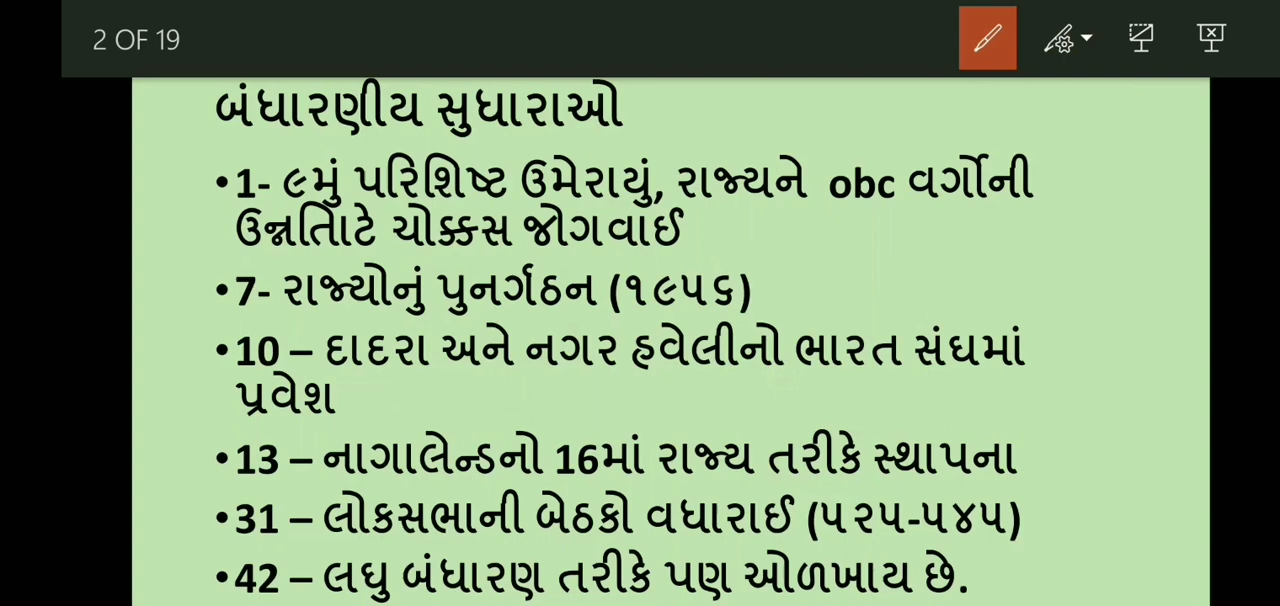 2 OF 19
બંધારણીય સુધારાઓ
•1- ૯મું પરિશિષ્ટ ઉમેરાયું, રાજ્યને obc વર્ગોની
ઉન્નતિાટે ચોક્કસ જોગવાઈ
•7- રાજ્યોનું પુનર્ગઠન (૧૯૫૬)
•10 – દાદરા અને નગર હવેલીનો ભારત સંઘમાં
પ્રવેશ
•13 – નાગાલેન્ડનો 16માં રાજ્ય તરીકે સ્થાપના
•31 – લોકસભાની બેઠકો વધારાઈ (૫૨૫-૫૪૫)
•42 – લઘુ બંધારણ તરીકે પણ ઓળખાય છે.